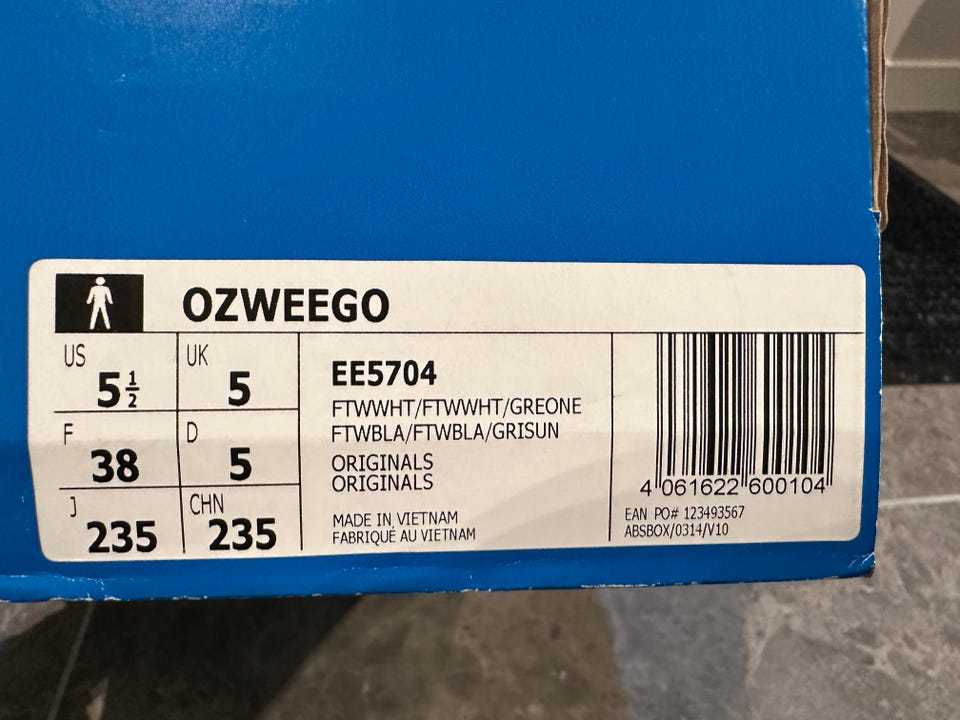 OZWEEGO
US
5 1/2
UK
5
F
38
D
5
J
235
CHN
235
EE5704
FTWWHT/FTWWHT/GREONE
FTWBLA/FTWBLA/GRISUN
ORIGINALS
ORIGINALS
MADE IN VIETNAM
FABRIQUÉ AU VIETNAM
4 061622 600104
EAN PO# 123493567
ABSBOX/0314/V10